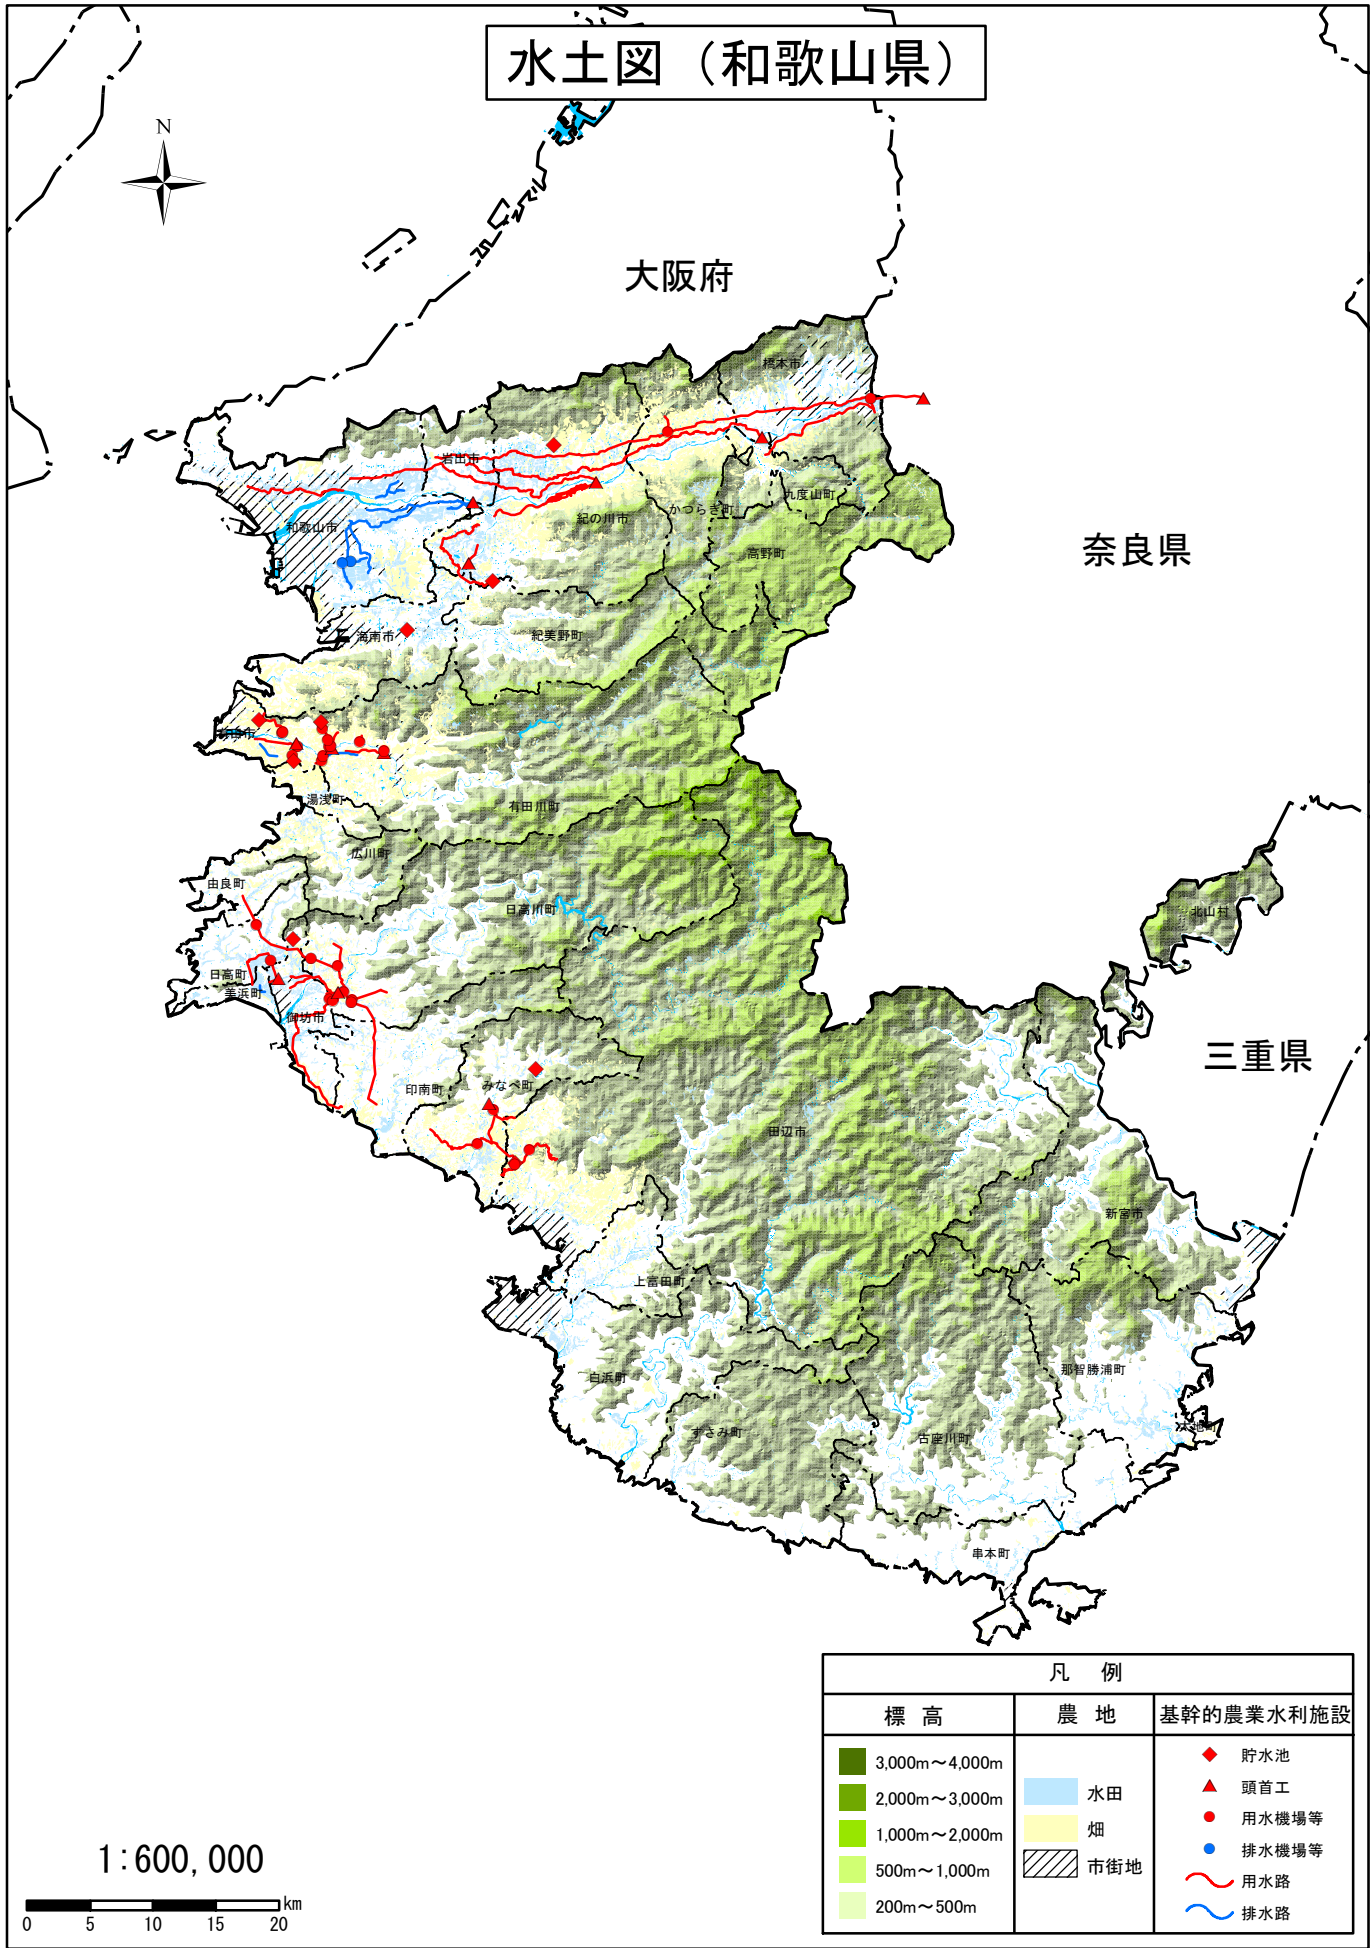 水土図（和歌山県）
N
大阪府
橋本市
岩出市
九度山町
かつらぎ町
紀の川市
和歌山市
高野町
奈良県
海南市
紀美野町
有田市
湯浅町
有田川町
広川町
由良町
日高川町
北山村
日高町
美浜町
御坊市
三重県
印南町
みなべ町
田辺市
新宮市
上富田町
那智勝浦町
白浜町
太地町
すさみ町
古座川町
串本町
凡 例
標 高
農 地
基幹的農業水利施設
3,000m～4,000m
2,000m～3,000m
1,000m～2,000m
500m～1,000m
200m～500m
水田
畑
市街地
貯水池
頭首工
用水機場等
排水機場等
用水路
排水路
1:600,000
km
0 5 10 15 20